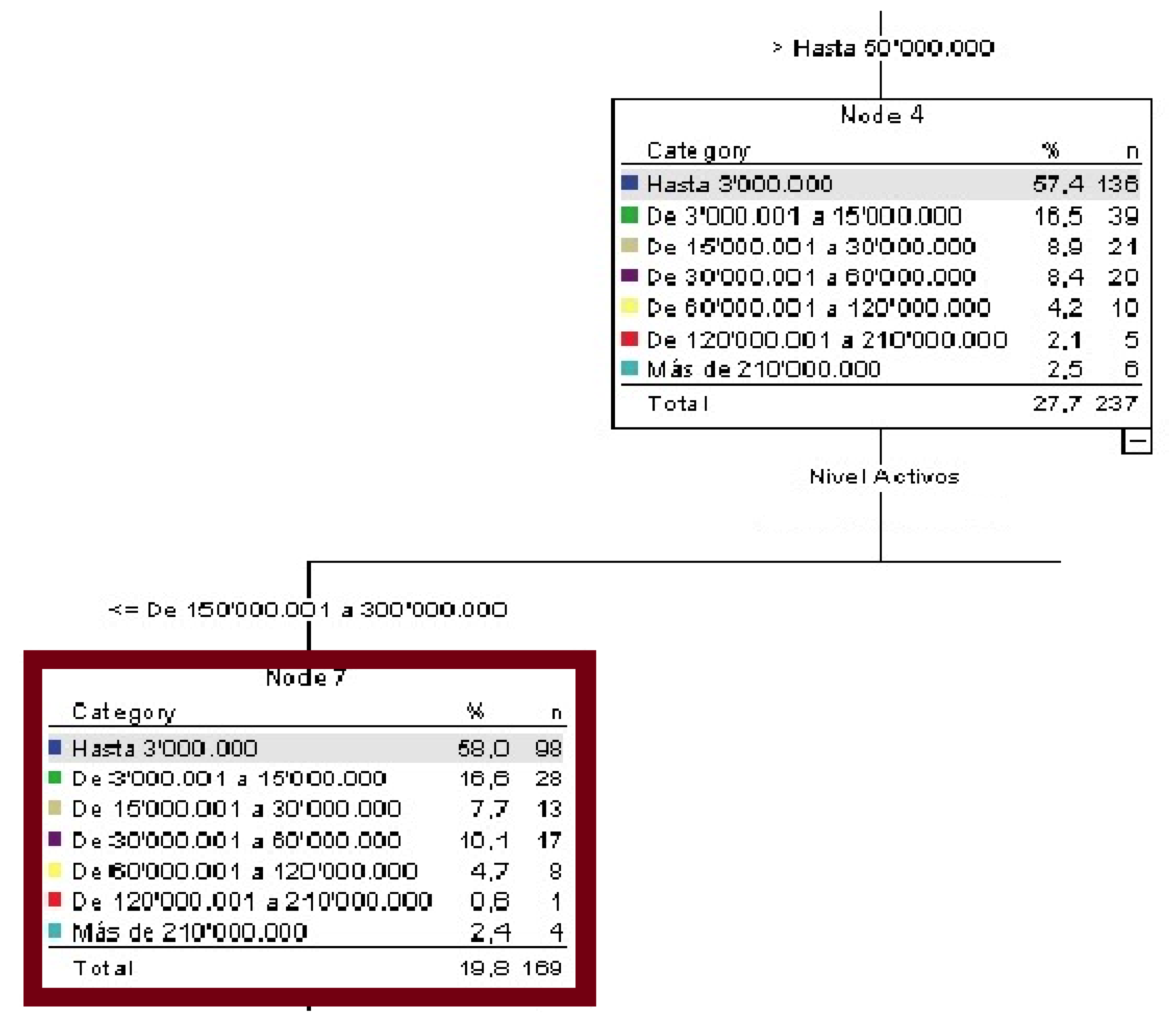 > Hasta 50'000.000
Node 4
Category % n
Hasta 3'000.000 57,4 136
De 3'000.001 a 15'000.000 16,5 39
De 15'000.001 a 30'000.000 8,9 21
De 30'000.001 a 60'000.000 8,4 20
De 60'000.001 a 120'000.000 4,2 10
De 120'000.001 a 210'000.000 2,1 5
Más de 210'000.000 2,5 6
Total 27,7 237
Nivel Activos
<= De 150'000.001 a 300'000.000
Node 7
Category % n
Hasta 3'000.000 58,0 98
De 3'000.001 a 15'000.000 16,6 28
De 15'000.001 a 30'000.000 7,7 13
De 30'000.001 a 60'000.000 10,1 17
De 60'000.001 a 120'000.000 4,7 8
De 120'000.001 a 210'000.000 0,6 1
Más de 210'000.000 2,4 4
Total 19,8 169